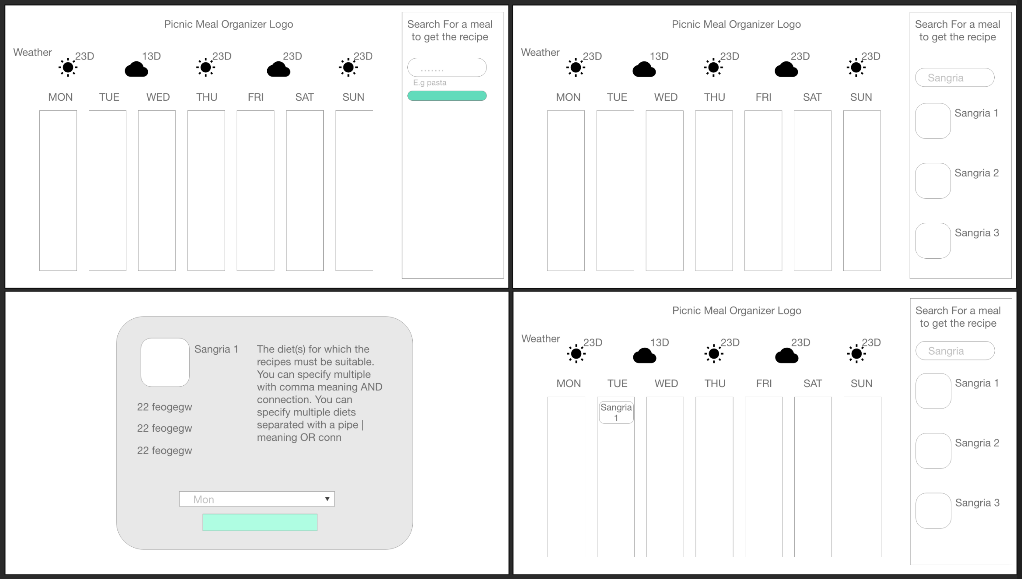 Picnic Meal Organizer Logo
Weather
23D 13D 23D 23D 23D
MON TUE WED THU FRI SAT SUN
Search For a meal
to get the recipe
.......
E.g pasta
Picnic Meal Organizer Logo
Weather
23D 13D 23D 23D 23D
MON TUE WED THU FRI SAT SUN
Search For a meal
to get the recipe
Sangria
Sangria 1
Sangria 2
Sangria 3
Sangria 1
22 feogegw
22 feogegw
22 feogegw
The diet(s) for which the
recipes must be suitable.
You can specify multiple
with comma meaning AND
connection. You can
specify multiple diets
separated with a pipe |
meaning OR conn
Mon
Picnic Meal Organizer Logo
Weather
23D 13D 23D 23D 23D
MON TUE WED THU FRI SAT SUN
Sangria
1
Search For a meal
to get the recipe
Sangria
Sangria 1
Sangria 2
Sangria 3